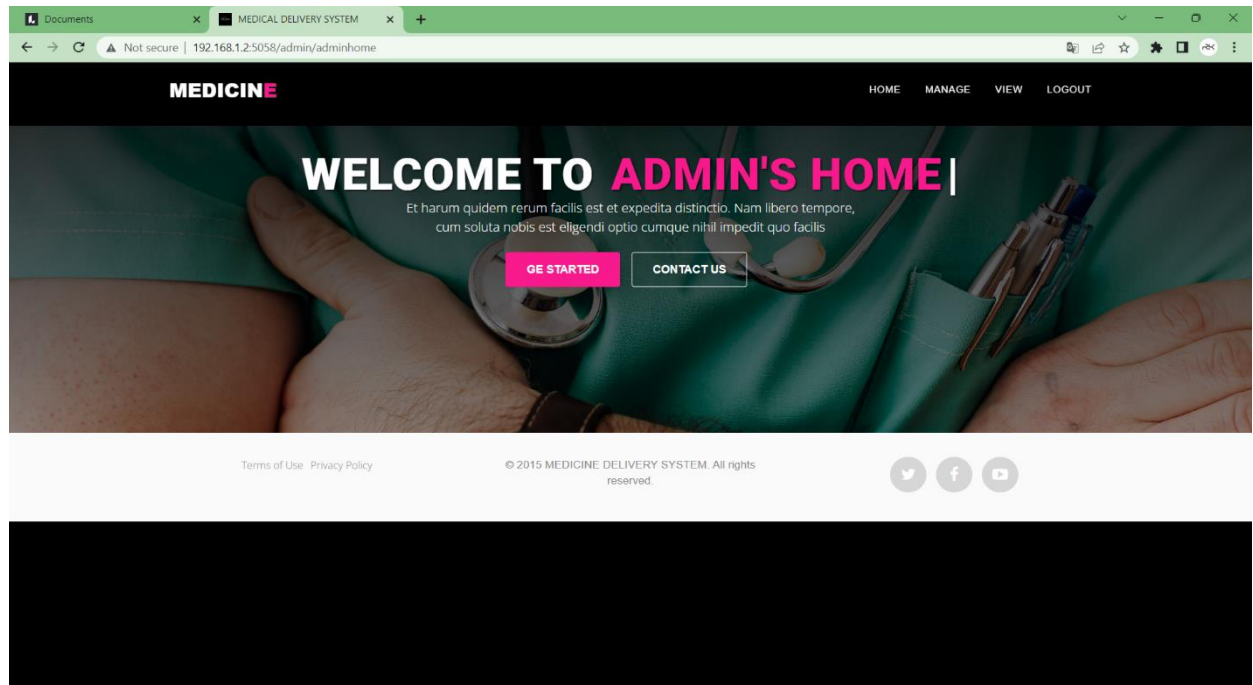 Documents
MEDICAL DELIVERY SYSTEM
Not secure | 192.168.1.2:5058/admin/adminhome
MEDICINE
HOME MANAGE VIEW LOGOUT
WELCOME TO ADMIN'S HOME|
Et harum quidem rerum facilis est et expedita distinctio. Nam libero tempore,
cum soluta nobis est eligendi optio cumque nihil impedit quo facilis
GE STARTED CONTACT US
Terms of Use Privacy Policy
© 2015 MEDICINE DELIVERY SYSTEM. All rights
reserved.